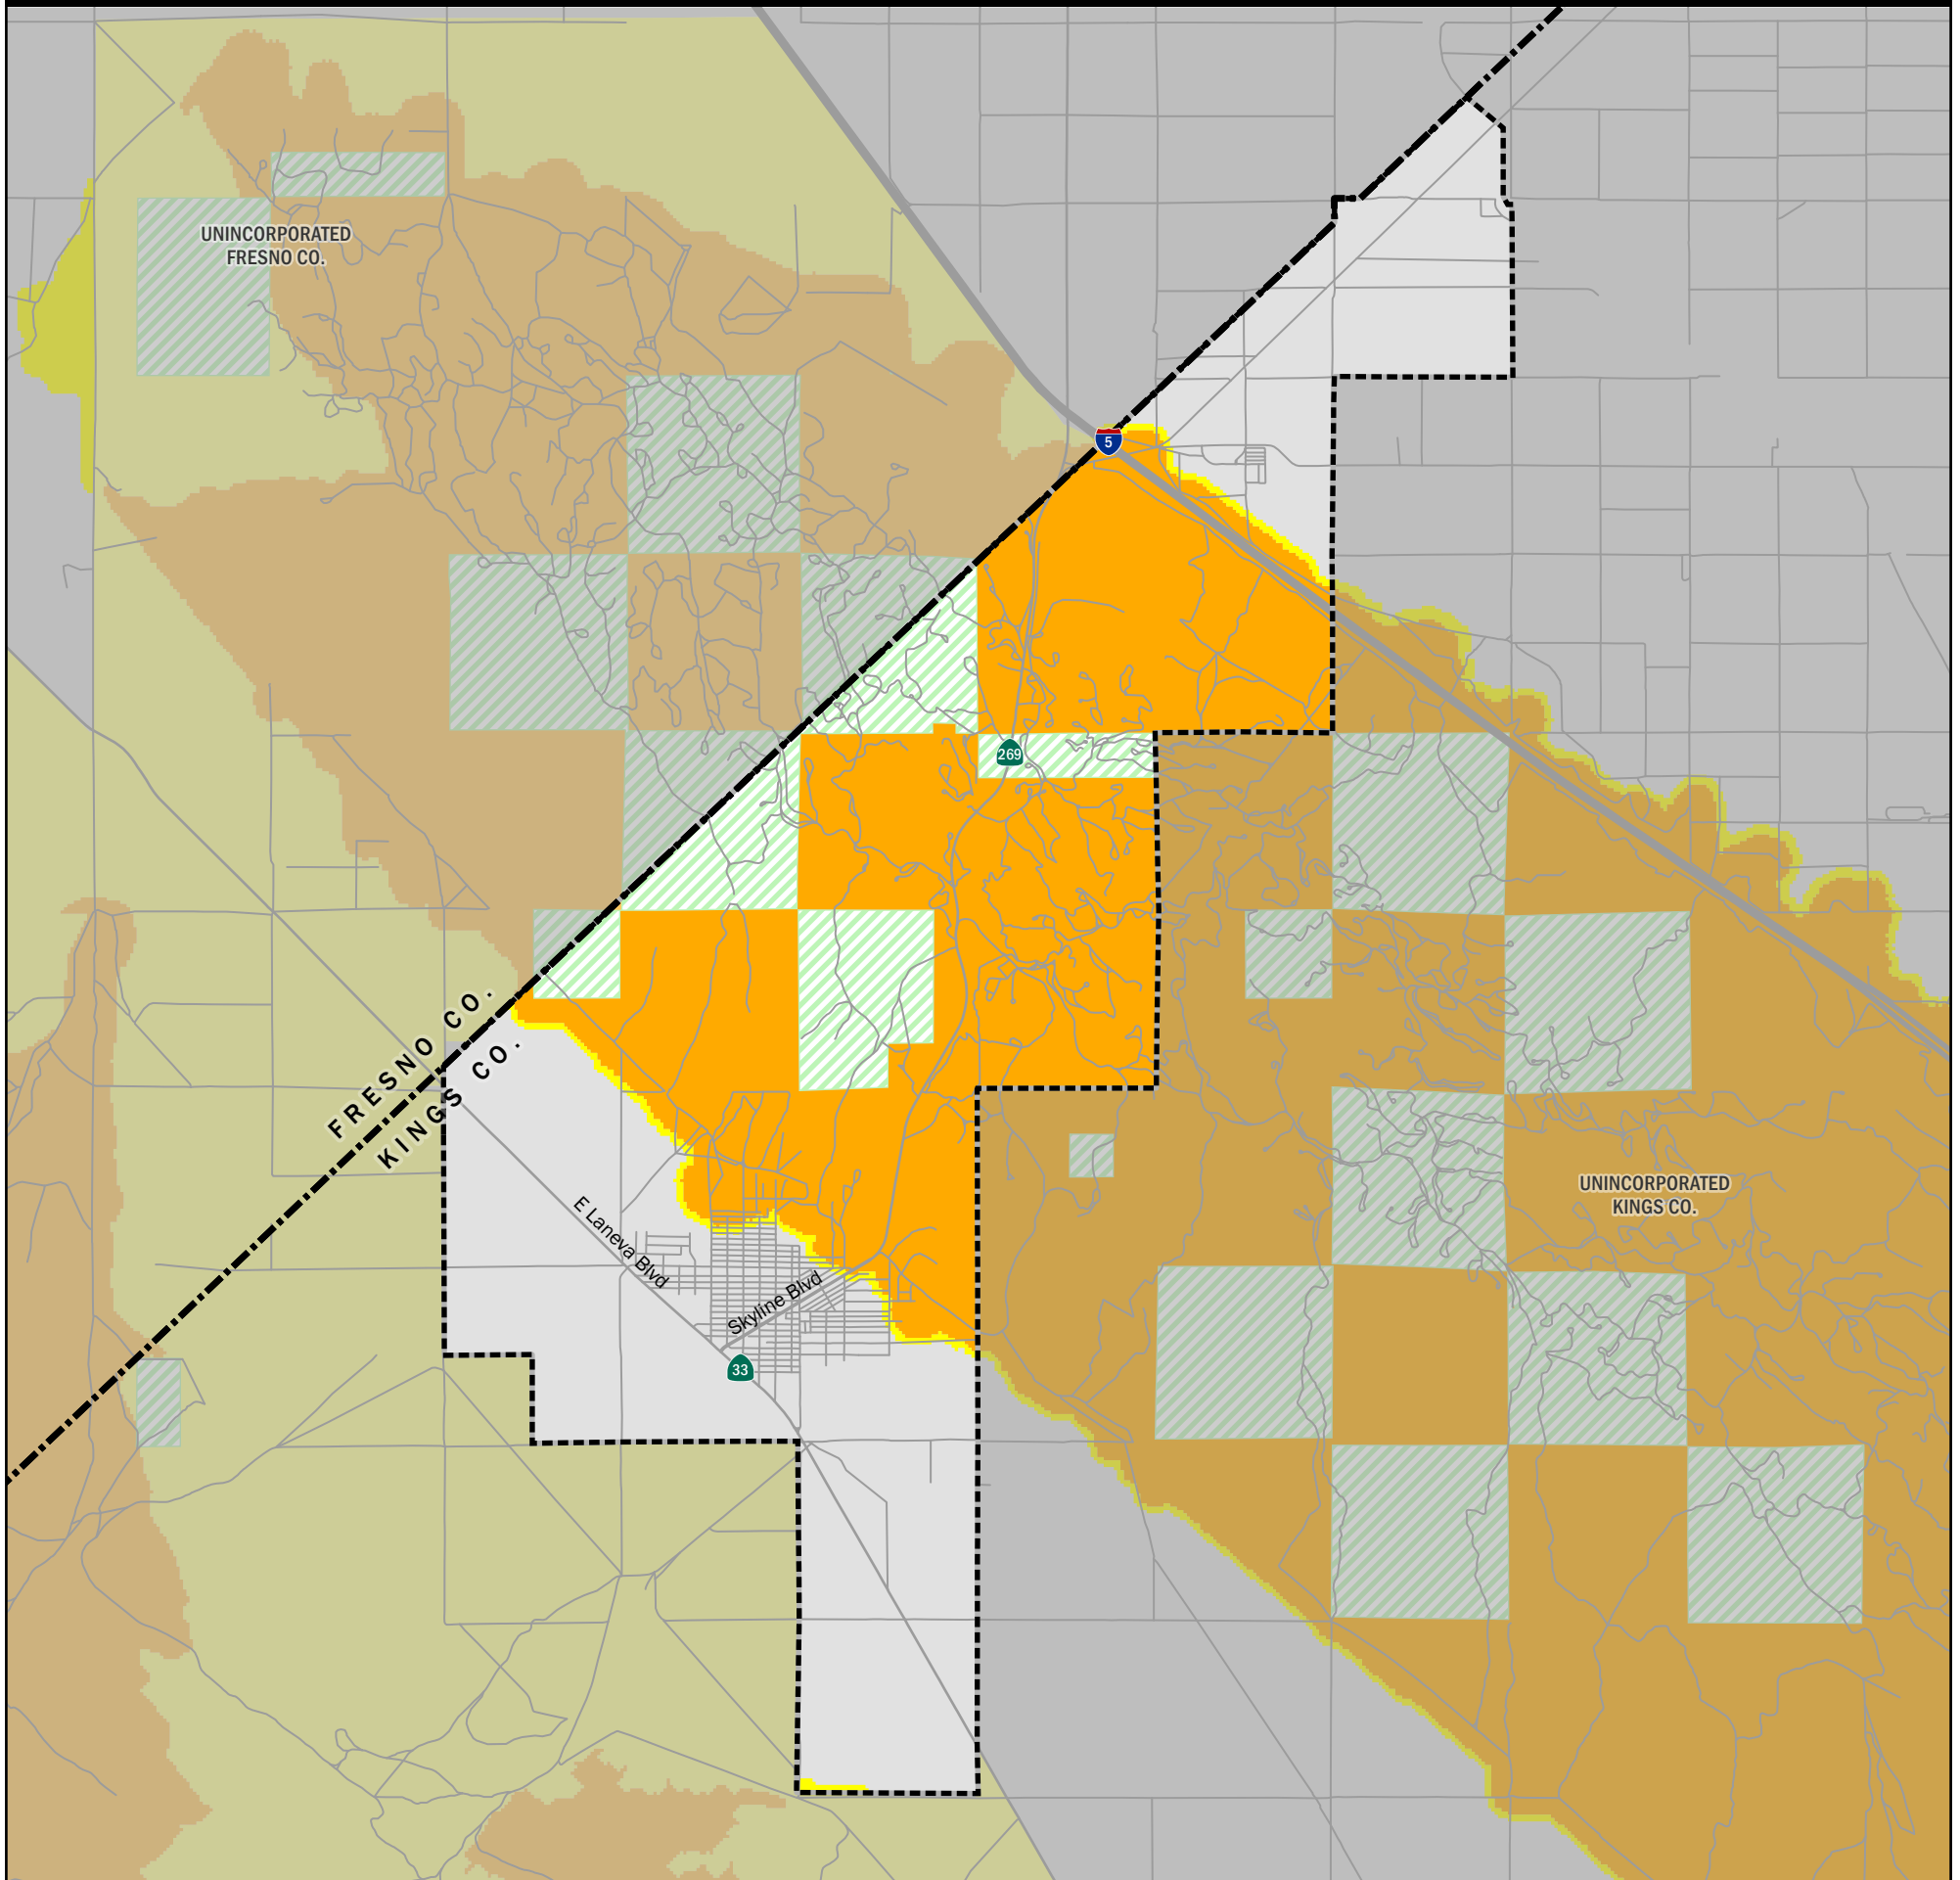 UNINCORPORATED
FRESNO CO.
5
269
FRESNO CO.
KINGS CO.
UNINCORPORATED
KINGS CO.
E Laneva Blvd
Skyline Blvd
33